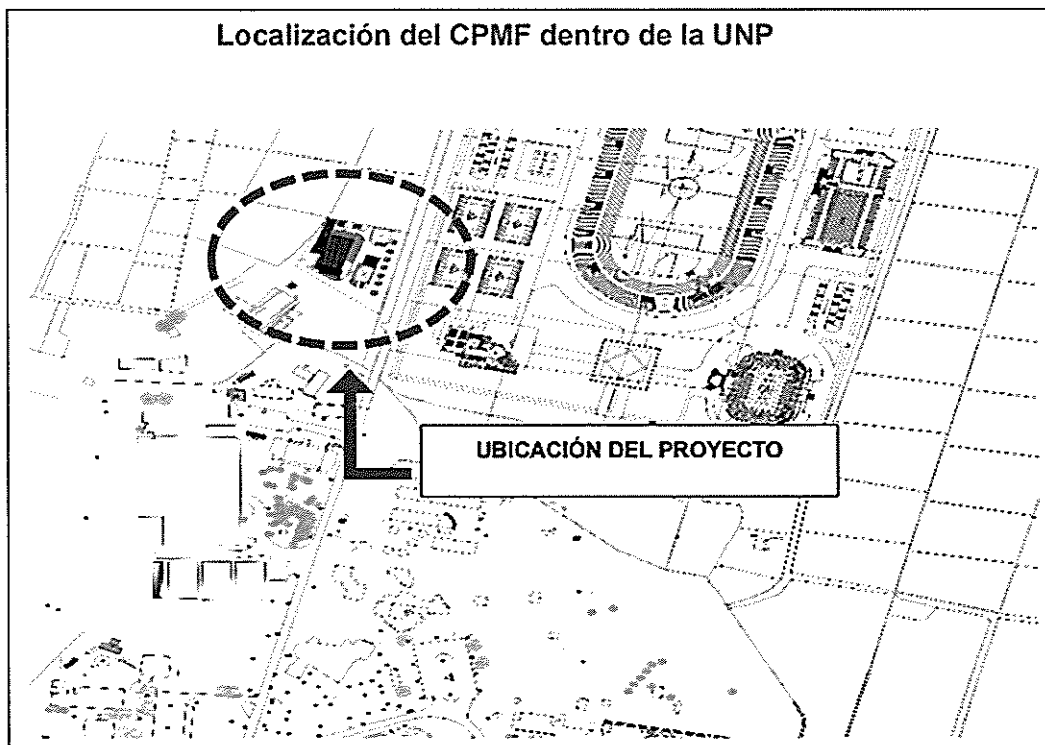 Localización del CPMF dentro de la UNP
UBICACIÓN DEL PROYECTO